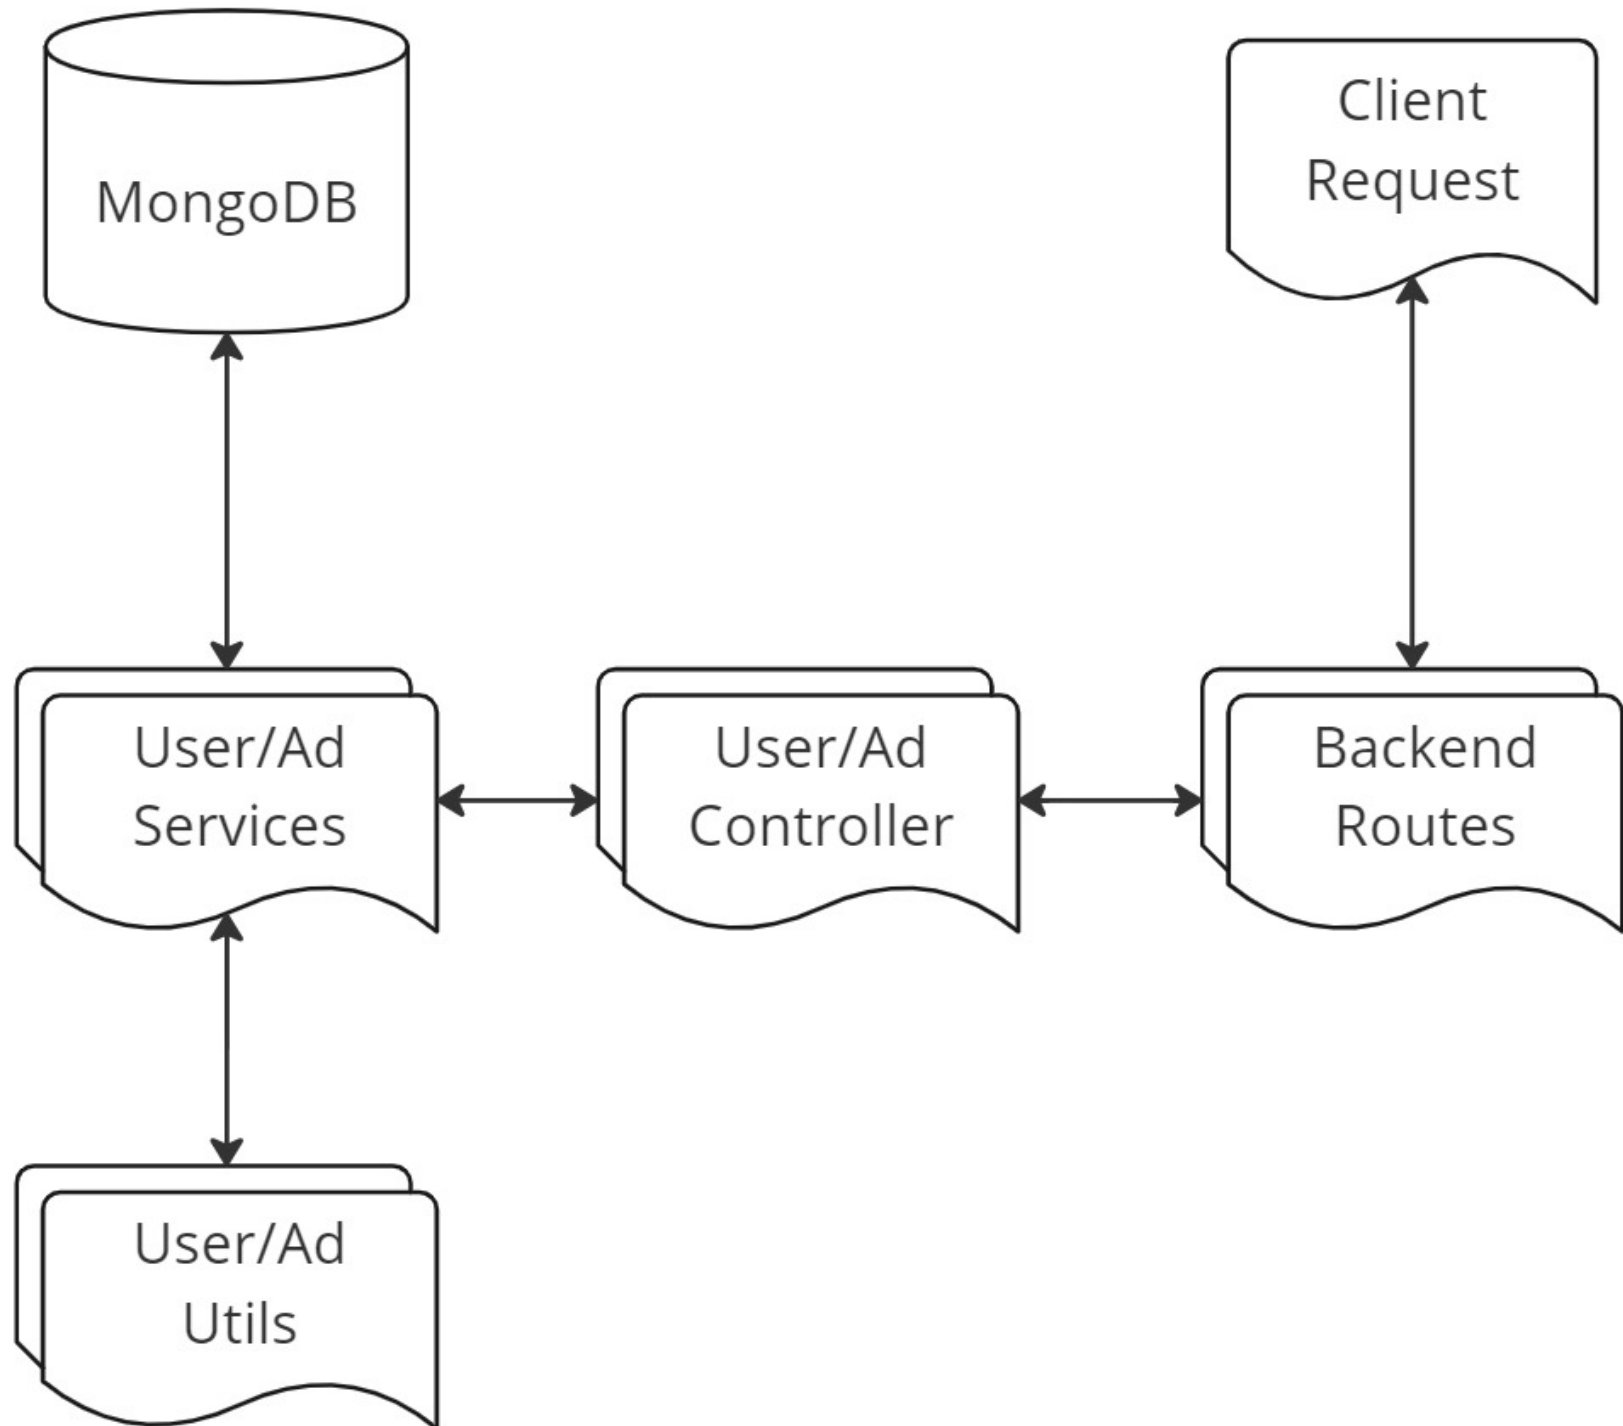 MongoDB
Client
Request
User/Ad
Services
User/Ad
Controller
Backend
Routes
User/Ad
Utils